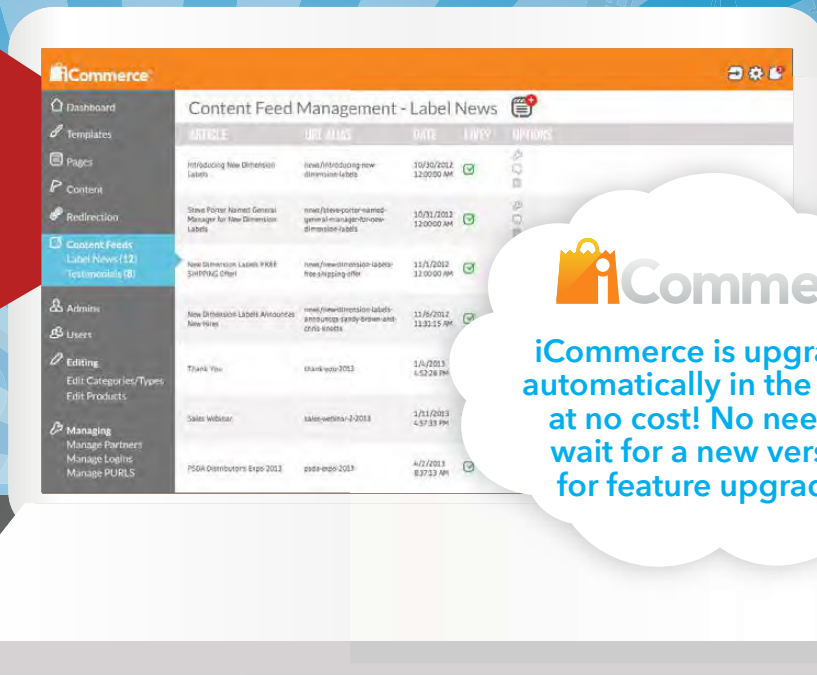 iCommerce
Dashboard
Templates
Pages
Content
Redirection
Content Feeds
Label News (12)
Testimonials (8)
Admins
Users
Editing
Edit Categories/Types
Edit Products
Managing
Manage Partners
Manage Logins
Manage PURLS
Content Feed Management - Label News
ARTICLE URL ALIAS DATE LIVE? OPTIONS
Introducing New Dimension
Labels
news/introducing-new-
dimension-labels
10/30/2012
12:00:00 AM
Steve Porter Named General
Manager for New Dimension
Labels
news/steve-porter-named-
general-manager-for-new-
dimension-labels
10/31/2012
12:00:00 AM
New Dimension Labels FREE
SHIPPING Offer!
news/new-dimension-labels-
free-shipping-offer
11/1/2012
12:00:00 AM
New Dimension Labels Announces
New Hires
news/new-dimension-labels-
announces-sandy-brown-and-
chris-knotts
11/6/2012
11:31:15 AM
Thank You
thank-you-2013
1/4/2013
4:52:28 PM
Sales Webinar
sales-webinar-2-2013
1/11/2013
4:57:33 PM
PSDA Distributors Expo 2013
psda-expo-2013
4/2/2013
8:37:13 AM
iComme
iCommerce is upgra
automatically in the
at no cost! No nee
wait for a new vers
for feature upgrad